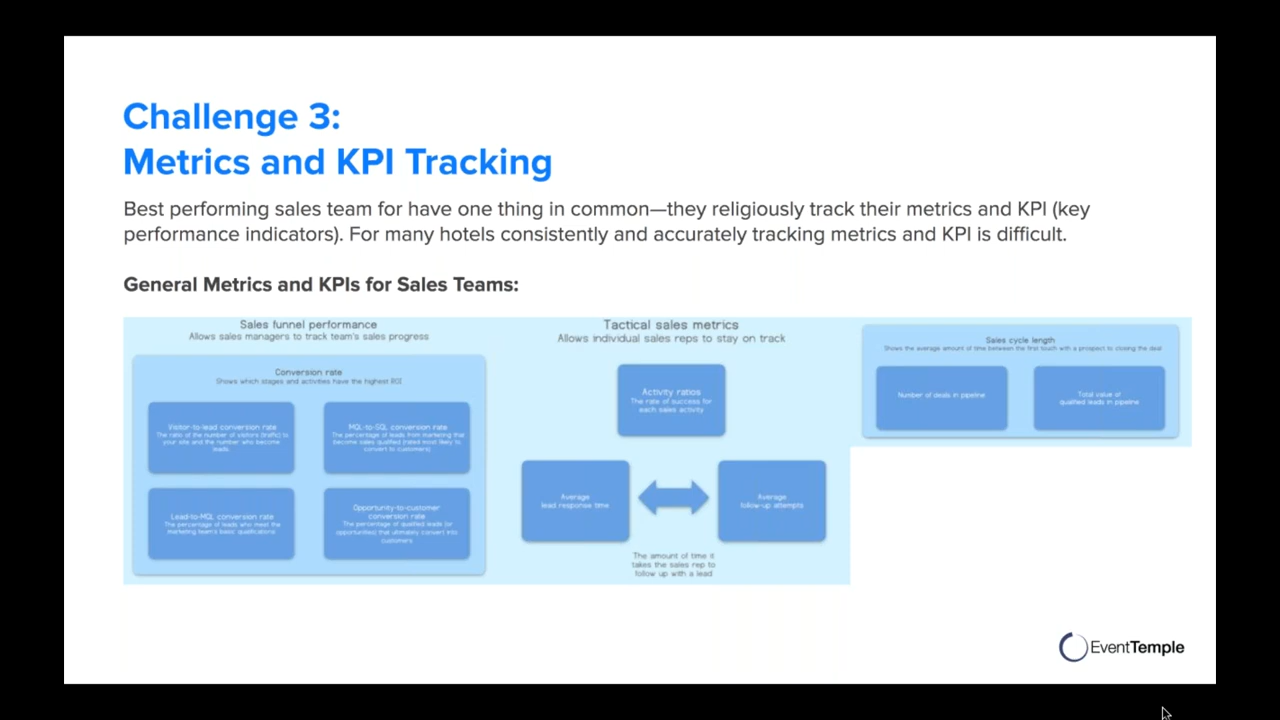 Challenge 3:
Metrics and KPI Tracking
Best performing sales team for have one thing in common—they religiously track their metrics and KPI (key
performance indicators). For many hotels consistently and accurately tracking metrics and KPI is difficult.
General Metrics and KPIs for Sales Teams:
Sales funnel performance
Allows sales managers to track team's sales progress
Conversion rate
Shows which stages and activities have the highest ROI
Visitor-to-lead conversion rate
The ratio of the number of visitors (traffic) to
your site and the number who become
leads.
MQL-to-SQL conversion rate
The percentage of leads from marketing that
become sales qualified (rated most likely to
convert to customers)
Lead-to-MQL conversion rate
The percentage of leads who meet the
marketing team's basic qualifications
Opportunity-to-customer
conversion rate
The percentage of qualified leads (or
opportunities) that ultimately convert into
customers
Tactical sales metrics
Allows individual sales reps to stay on track
Activity ratios
The rate of success for
each sales activity
Average
lead response time
Average
follow-up attempts
The amount of time it
takes the sales rep to
follow up with a lead
Sales cycle length
Shows the average amount of time between the first touch with a prospect to closing the deal
Number of deals in pipeline
Total value of
qualified leads in pipeline
EventTemple